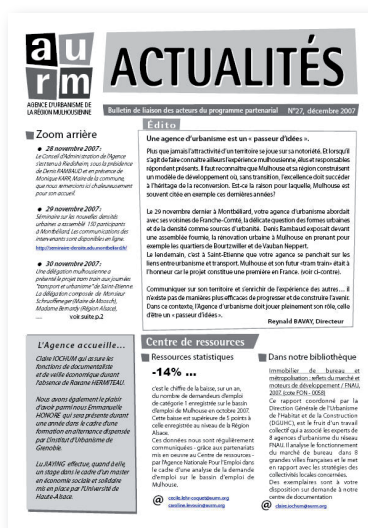 aurm
ACTUALITÉS
AGENCE D'URBANISME DE
LA RÉGION MULHOUSIENNE
Bulletin de liaison des acteurs du programme partenarial N°27, décembre 2007
Zoom arrière
28 novembre 2007 :
Le Conseil d'Administration de l'Agence
s'est tenu à Riedisheim, sous la présidence
de Denis RAMBAUD et en présence de
Monique KARR, Maire de la commune,
que nous remercions ici chaleureusement
pour son accueil.
29 novembre 2007 :
Séminaire sur les nouvelles densités
urbaines a rassemblé 150 participants
à Montbéliard. Les communications des
intervenants sont disponibles en ligne.
30 novembre 2007 :
Une délégation mulhousienne a
présenté le projet tram train aux journées
"transport et urbanisme" de Saint-Etienne.
La délégation composée de Monsieur
Schnoffeneger (Maire de Moosch),
Madame Bernardy (Région Alsace),
.... voir suite p.2
Edito
Une agence d'urbanisme est un « passeur d'idées ».
Plus que jamais l'attractivité d'un territoire se joue sur sa notoriété. Et lorsqu'il
s'agit de faire connaître ailleurs l'expérience mulhousienne, élus et responsables
répondent présents. Il faut reconnaître que Mulhouse et sa région construisent
un modèle de développement où, sans transition, l'excellence doit succéder
à l'héritage de la reconversion. Est-ce la raison pour laquelle, Mulhouse est
souvent citée en exemple ces dernières années?
Le 29 novembre dernier à Montbéliard, votre agence d'urbanisme abordait
avec ses voisines de Franche-Comté, la délicate question des formes urbaines
et de la densité comme sources d'urbanité. Denis Rambaud exposait devant
une assemblée fournie, la rénovation urbaine à Mulhouse en prenant pour
exemple les quartiers de Bourtzwiller et de Vauban Neppert.
Le lendemain, c'est à Saint-Etienne que votre agence se penchait sur les
liens entre urbanisme et transport. Mulhouse et son futur «tram-train» était à
l'honneur car le projet constitue une première en France. (voir ci-contre).
Communiquer sur son territoire et s'enrichir de l'expérience des autres.... il
n'existe pas de manières plus efficaces de progresser et de construire l'avenir.
Dans ce contexte, l'Agence d'urbanisme doit jouer pleinement son rôle, celle
d'être un « passeur d'idées ».
Reynald BAVAY, Directeur
L'Agence accueille...
Claire JOCHUM qui assure les
fonctions de documentaliste
et de veille économique durant
l'absence de Roxane HERMITEAU.
Nous avons également le plaisir
d'avoir parmi nous Emmanuelle
HONORÉ qui sera présente durant
une année dans le cadre d'une
formation en alternance dispensée
par L'Institut d'Urbanisme de
Grenoble.
Lu JIAYING effectue, quand à elle,
un stage dans le cadre d'un master
en économie sociale et solidaire
mis en place par l'Université de
Haute-Alsace.
Centre de ressources
Ressources statistiques
-14% ...
c'est le chiffre de la baisse, sur un an,
du nombre de demandeurs d'emploi
de catégorie 1 enregistré sur le bassin
d'emploi de Mulhouse en octobre 2007.
Cette baisse est supérieure de 5 points à
celle enregistrée au niveau de la Région
Alsace.
Ces données nous sont régulièrement
communiquées - grâce aux partenariats
mis en oeuvre au Centre de ressources -
par l'Agence Nationale Pour l'Emploi dans
le cadre d'une analyse de la demande
d'emploi sur le bassin d'emploi de
Mulhouse.
@
Dans notre bibliothèque
Immobilier de bureau et
métropolisation : reflets du marché et
moteurs de développement / FNAU,
2007. (cote FON - 0058)
Ce rapport coordonné par la
Direction Générale de l'Urbanisme
de l'Habitat et de la Construction
(DGUHC), est le fruit d'un travail
collectif qui a associé les experts de
8 agences d'urbanisme du réseau
FNAU. Il analyse le fonctionnement
du marché de bureau dans 8
grandes villes françaises et le met
en rapport avec les stratégies des
collectivités locales concernées.
Des exemplaires sont à votre
disposition sur demande à notre
centre de documentation
@ claire.jochum@aurm.org